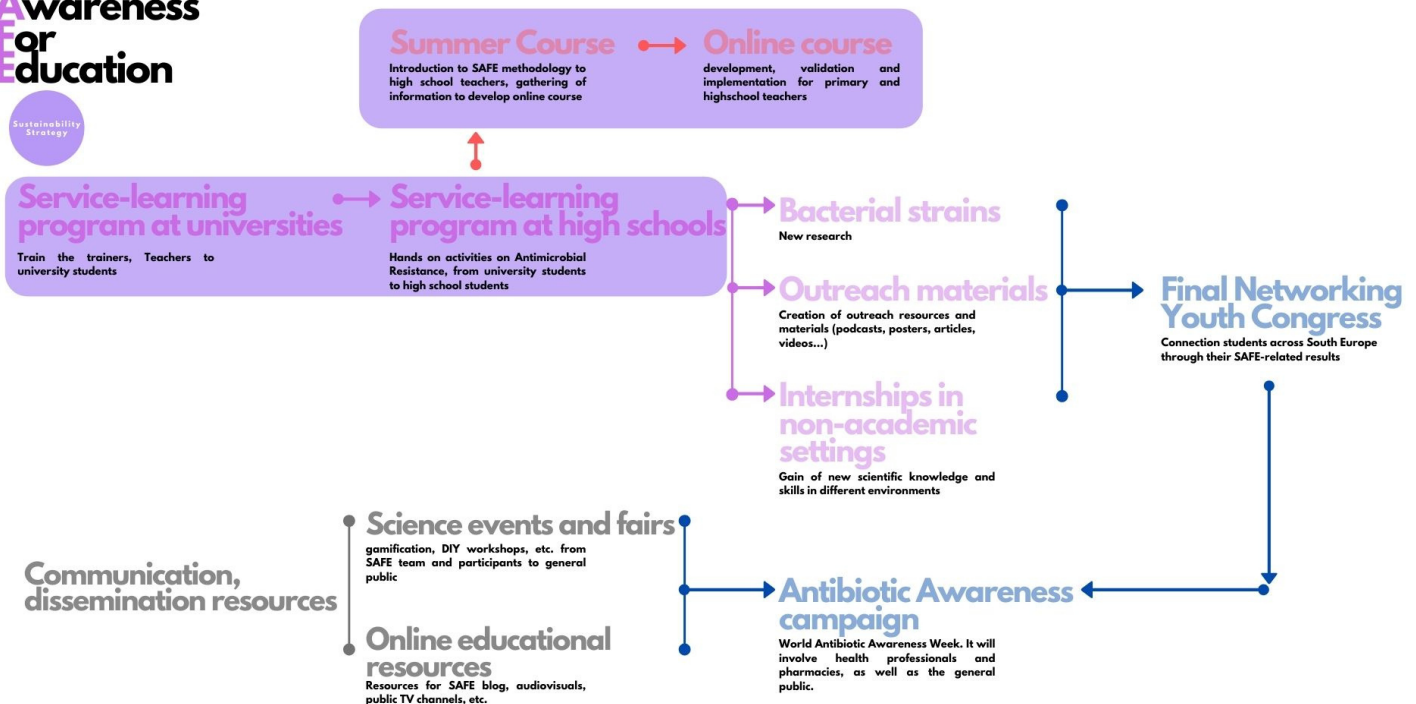 Awareness
For
Education
Sustainability
Strategy
Summer Course
Introduction to SAFE methodology to
high school teachers, gathering of
information to develop online course
Online course
development, validation and
implementation for primary and
highschool teachers
Service-learning
program at universities
Train the trainers, Teachers to
university students
Service-learning
program at high schools
Hands on activities on Antimicrobial
Resistance, from university students
to high school students
Bacterial strains
New research
Outreach materials
Creation of outreach resources and
materials (podcasts, posters, articles,
videos...)
Internships in
non-academic
settings
Gain of new scientific knowledge and
skills in different environments
Final Networking
Youth Congress
Connection students across South Europe
through their SAFE-related results
Communication,
dissemination resources
Science events and fairs
gamification, DIY workshops, etc. from
SAFE team and participants to general
public
Online educational
resources
Resources for SAFE blog, audiovisuals,
public TV channels, etc.
Antibiotic Awareness
campaign
World Antibiotic Awareness Week. It will
involve health professionals and
pharmacies, as well as the general
public.